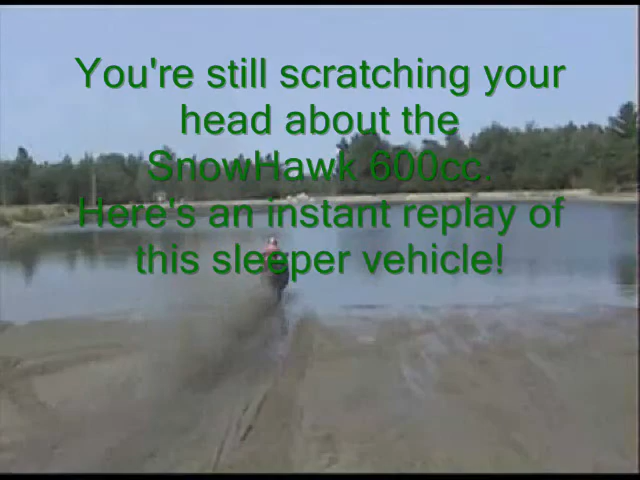 You're still scratching your
head about the
SnowHawk 600cc.
Here's an instant replay of
this sleeper vehicle!